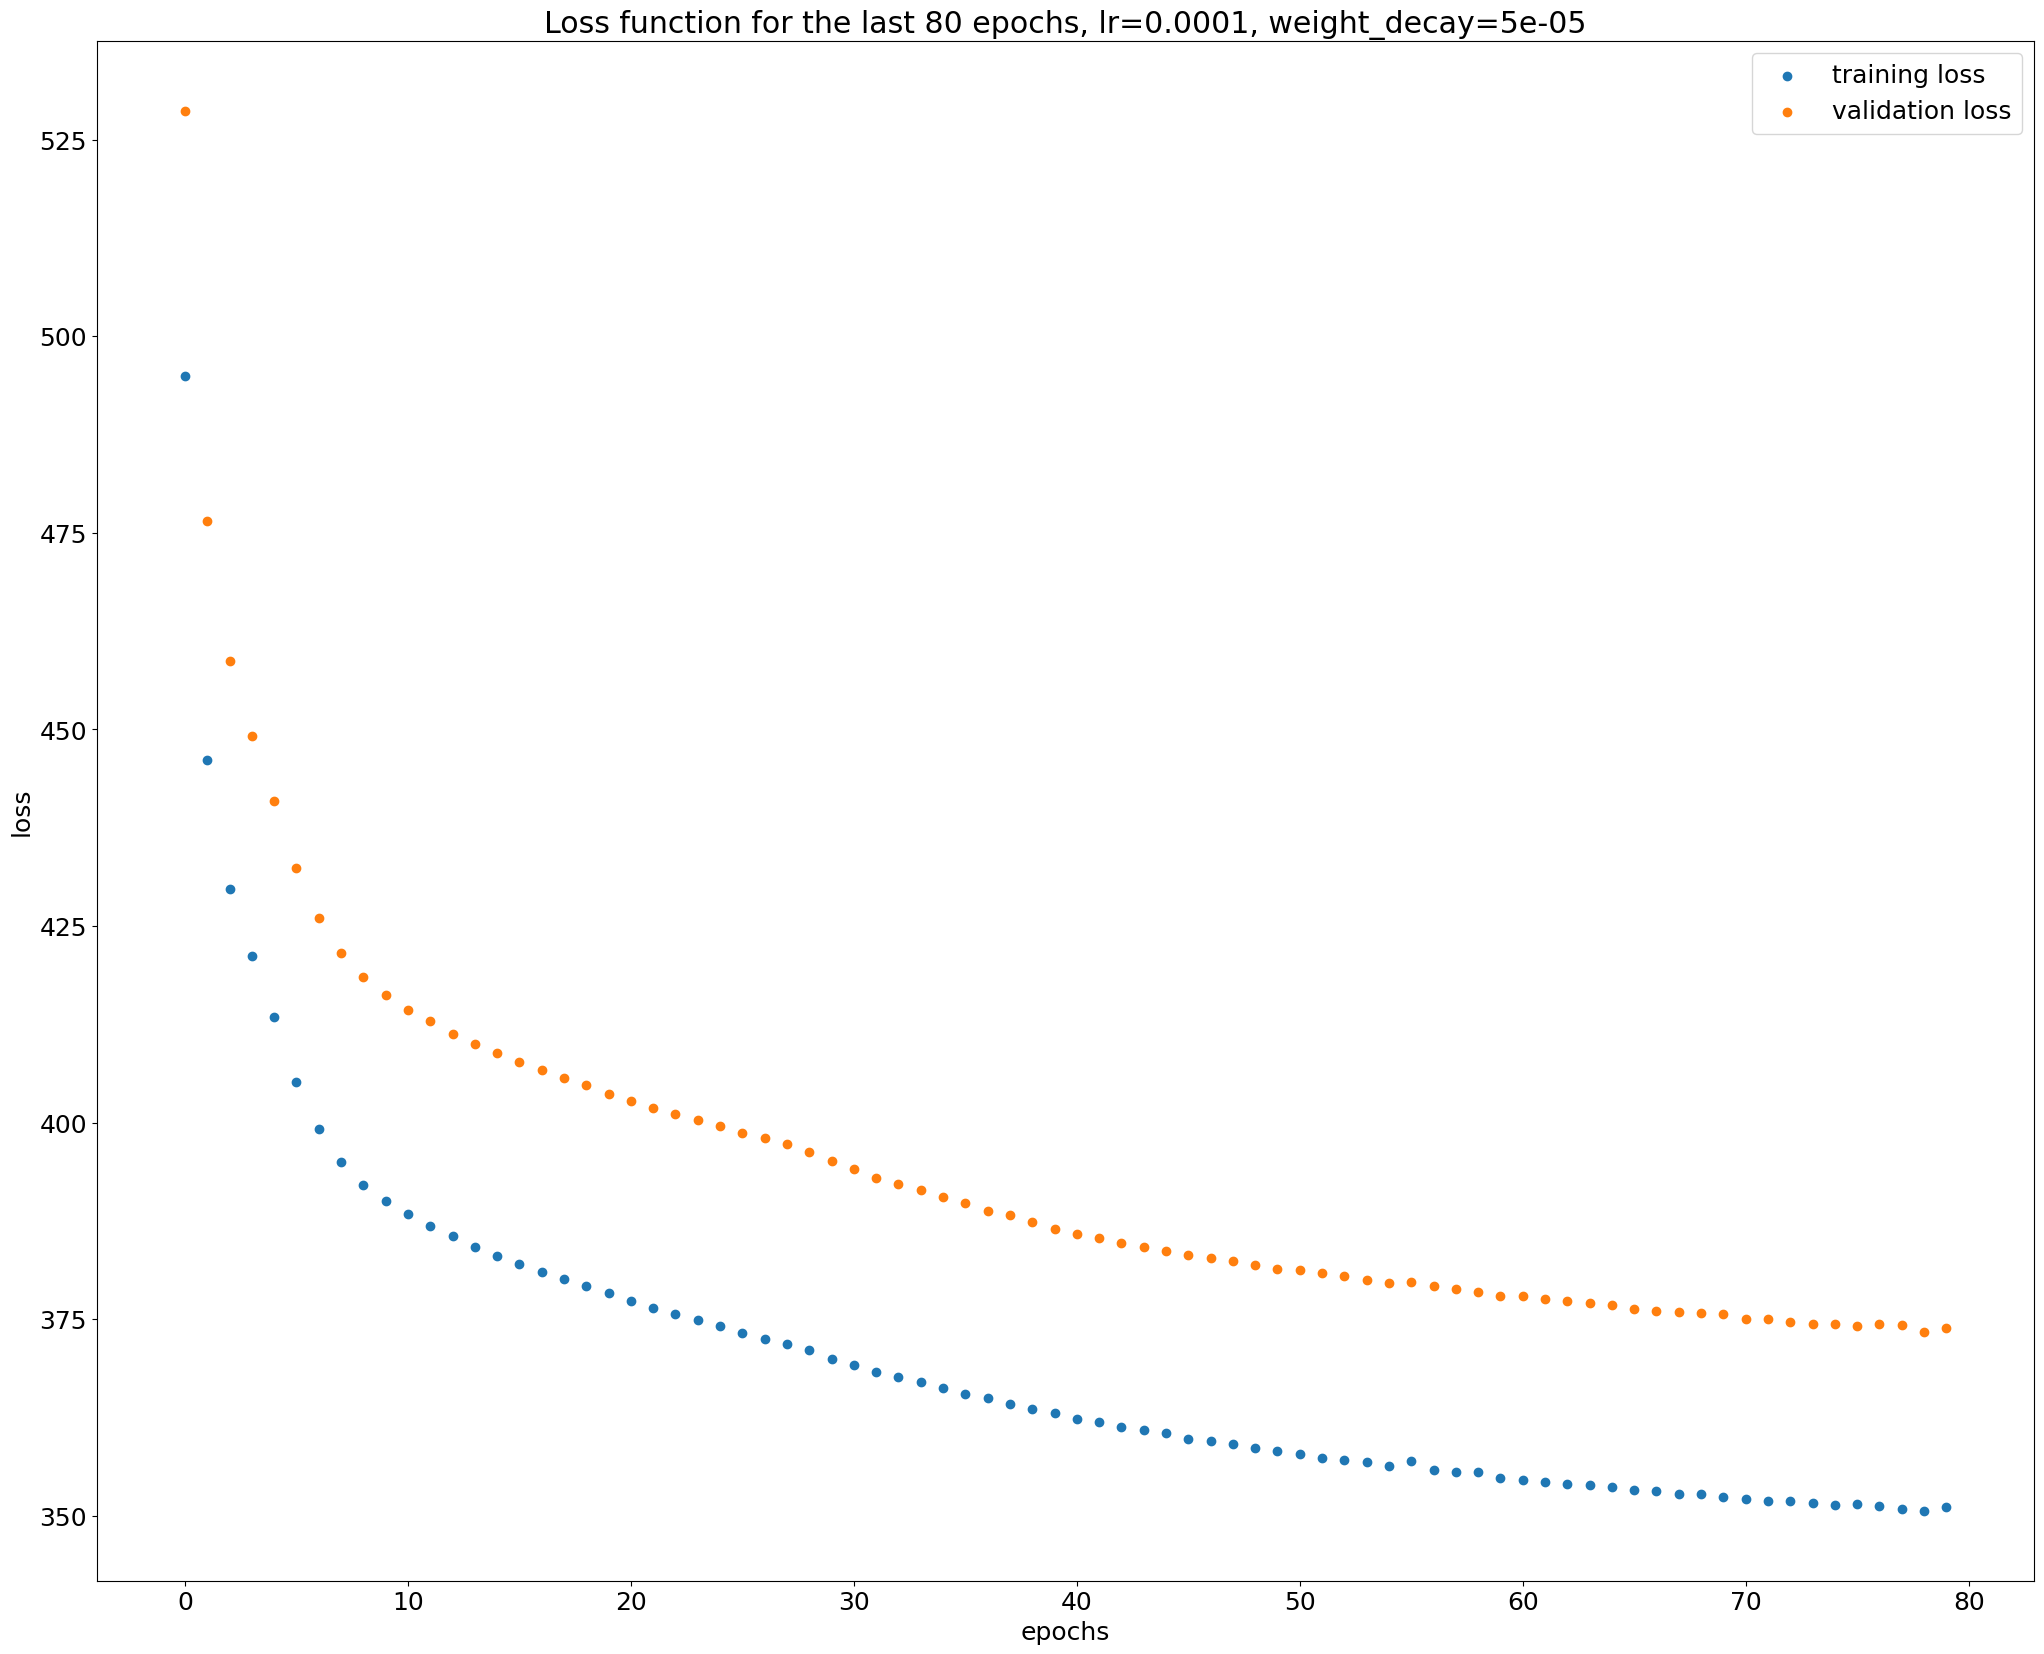 Loss function for the last 80 epochs, lr=0.0001, weight_decay=5e-05
training loss
validation loss
525
500
475
450
425
400
375
350
loss
0 10 20 30 40 50 60 70 80
epochs